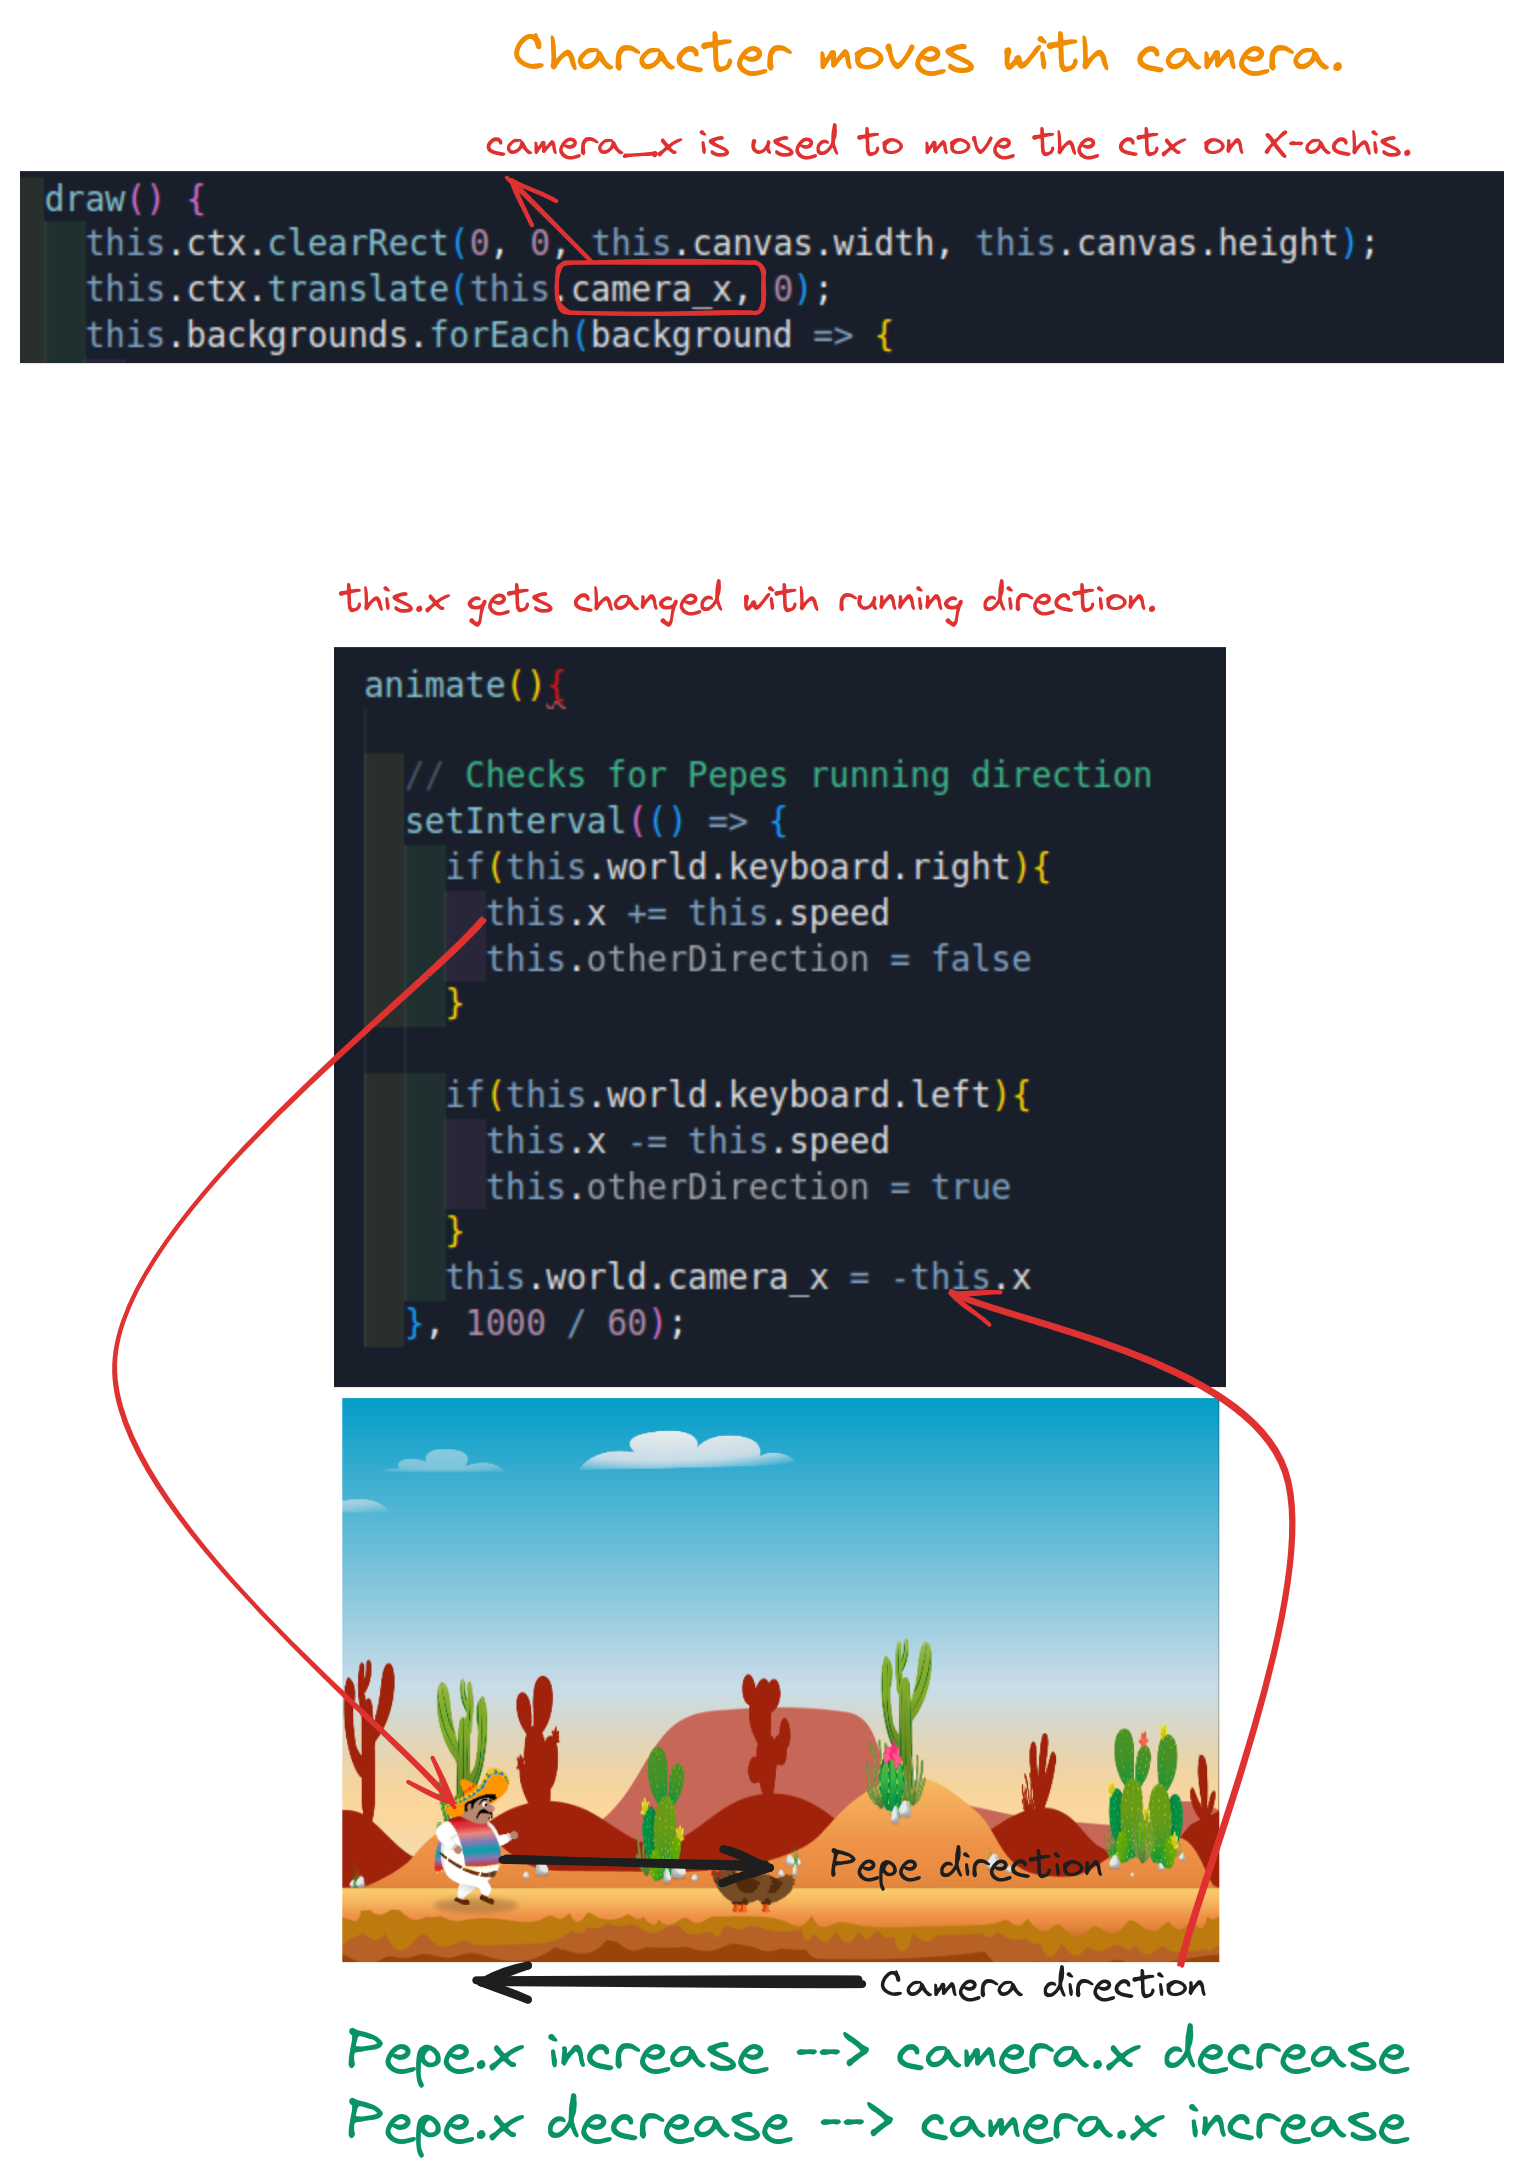 Character moves with camera.
camera_x is used to move the ctx on X-achis.
draw() {
this.ctx.clearRect(0, 0, this.canvas.width, this.canvas.height);
this.ctx.translate(this.camera_x, 0);
this.backgrounds.forEach(background => {
this.x gets changed with running direction.
animate(){
// Checks for Pepes running direction
setInterval(() => {
if(this.world.keyboard.right){
this.x += this.speed
this.otherDirection = false
}
if(this.world.keyboard.left){
this.x -= this.speed
this.otherDirection = true
}
this.world.camera_x = -this.x
}, 1000 / 60);
Pepe direction
Camera direction
Pepe.x increase --> camera.x decrease
Pepe.x decrease --> camera.x increase